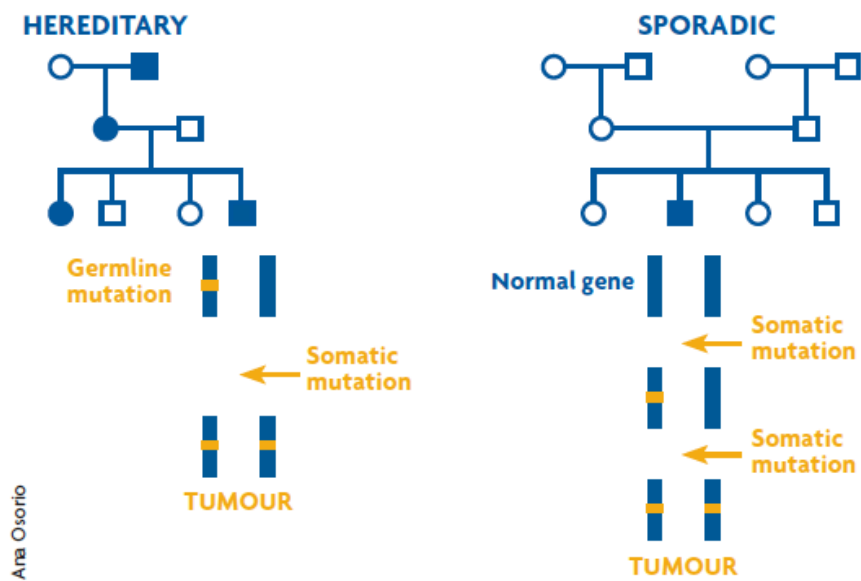 HEREDITARY
Germline
mutation
Somatic
mutation
TUMOUR
SPORADIC
Normal gene
Somatic
mutation
Somatic
mutation
TUMOUR
Ana Osorio